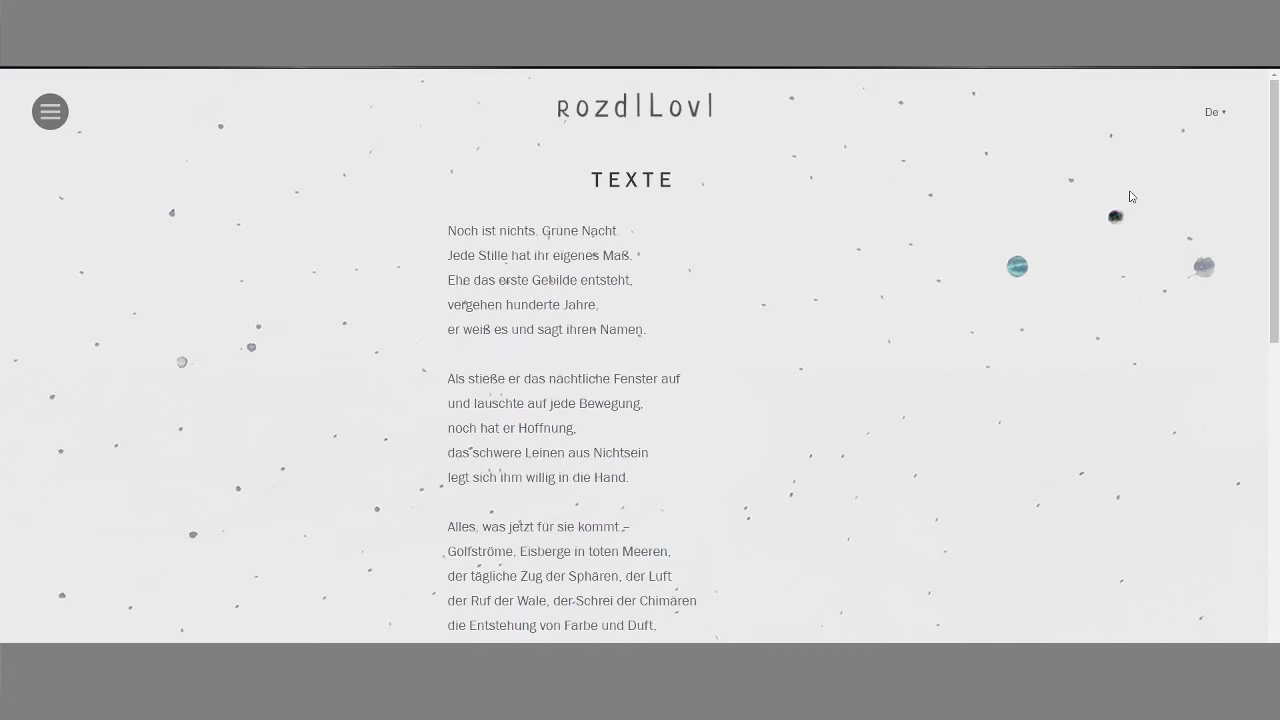 Rozdilovi
De
TEXTE
Noch ist nichts. Grüne Nacht.
Jede Stille hat ihr eigenes Maß.
Ehe das erste Gebilde entsteht,
vergehen hunderte Jahre,
er weiß es und sagt ihren Namen.
Als stieße er das nächtliche Fenster auf
und lauschte auf jede Bewegung,
noch hat er Hoffnung,
das schwere Leinen aus Nichtsein
legt sich ihm willig in die Hand.
Alles, was jetzt für sie kommt –
Golfströme, Eisberge in toten Meeren,
der tägliche Zug der Sphären, der Luft
der Ruf der Wale, der Schrei der Chimären
die Entstehung von Farbe und Duft,